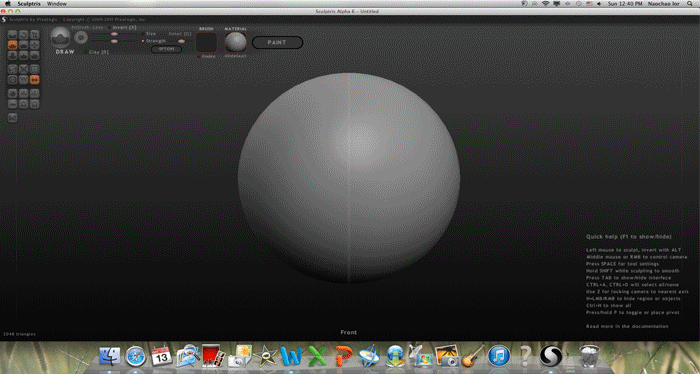 Sculptris Window
Sun 12:40 PM Naochao Ior
Sculptris Alpha 6 - Untitled
Sculptris by Pixologic Copyright © 2009-2011 Pixologic, Inc
Invert [X]
Size Detail [Q]
Strength
OPTIONS
DRAW Clay [R]
BRUSH
Enable
MATERIAL
PAINT
Quick help (F1 to show/hide)
Left mouse to sculpt, invert with ALT
Middle mouse or RMB to control camera
Press SPACE for tool settings
Hold SHIFT while sculpting to smooth
Press TAB to show/hide interface
CTRL+A, CTRL+D will select all/none
Use Z for locking camera to nearest axis
H+LMB/RMB to hide region or objects
Ctrl+H to show all
Press/hold P to toggle or place pivot
Read more in the documentation
2048 triangles
Front
13